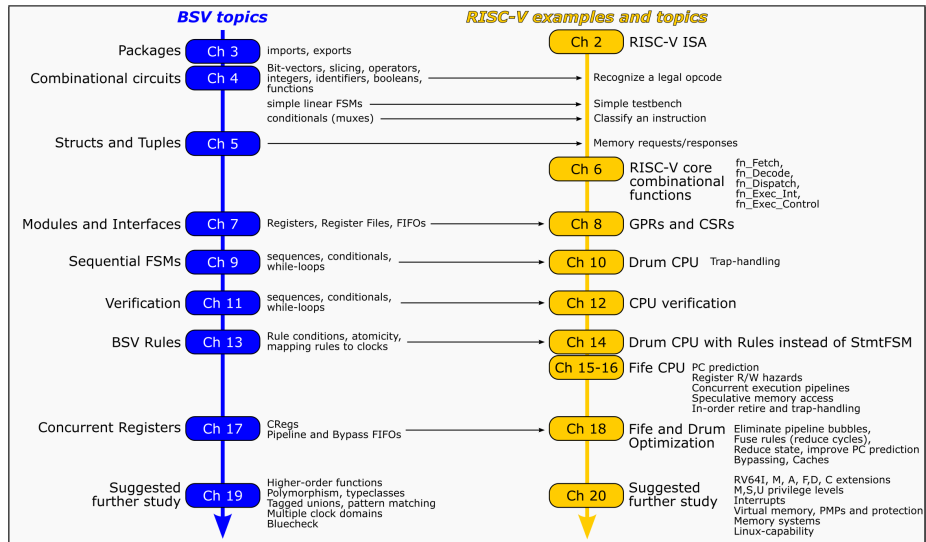 BSV topics
RISC-V examples and topics
Packages
Ch 3
imports, exports
Ch 2
RISC-V ISA
Combinational circuits
Ch 4
Bit-vectors, slicing, operators,
integers, identifiers, booleans,
functions
Recognize a legal opcode
simple linear FSMs
Simple testbench
conditionals (muxes)
Classify an instruction
Structs and Tuples
Ch 5
Memory requests/responses
Ch 6
RISC-V core
combinational
functions
fn_Fetch,
fn_Decode,
fn_Dispatch,
fn_Exec_Int,
fn_Exec_Control
Modules and Interfaces
Ch 7
Registers, Register Files, FIFOs
Ch 8
GPRs and CSRs
Sequential FSMs
Ch 9
sequences, conditionals,
while-loops
Ch 10
Drum CPU
Trap-handling
Verification
Ch 11
sequences, conditionals,
while-loops
Ch 12
CPU verification
BSV Rules
Ch 13
Rule conditions, atomicity,
mapping rules to clocks
Ch 14
Drum CPU with Rules instead of StmtFSM
Ch 15-16
Fife CPU
PC prediction
Register R/W hazards
Concurrent execution pipelines
Speculative memory access
In-order retire and trap-handling
Concurrent Registers
Ch 17
CRegs
Pipeline and Bypass FIFOs
Ch 18
Fife and Drum
Optimization
Eliminate pipeline bubbles,
Fuse rules (reduce cycles),
Reduce state, improve PC prediction
Bypassing, Caches
Suggested
further study
Ch 19
Higher-order functions
Polymorphism, typeclasses
Tagged unions, pattern matching
Multiple clock domains
Bluecheck
Ch 20
Suggested
further study
RV64I, M, A, F,D, C extensions
M,S,U privilege levels
Interrupts
Virtual memory, PMPs and protection
Memory systems
Linux-capability